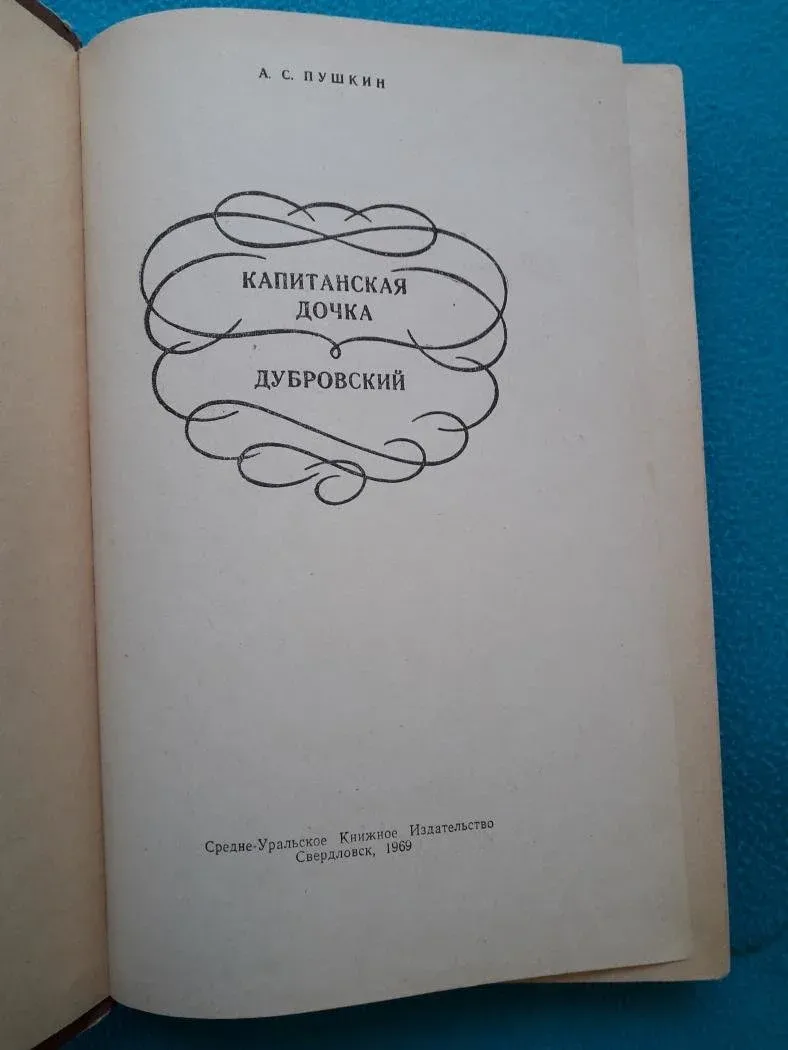 А. С. ПУШКИН
КАПИТАНСКАЯ
ДОЧКА
ДУБРОВСКИЙ
Средне-Уральское Книжное Издательство
Свердловск, 1969